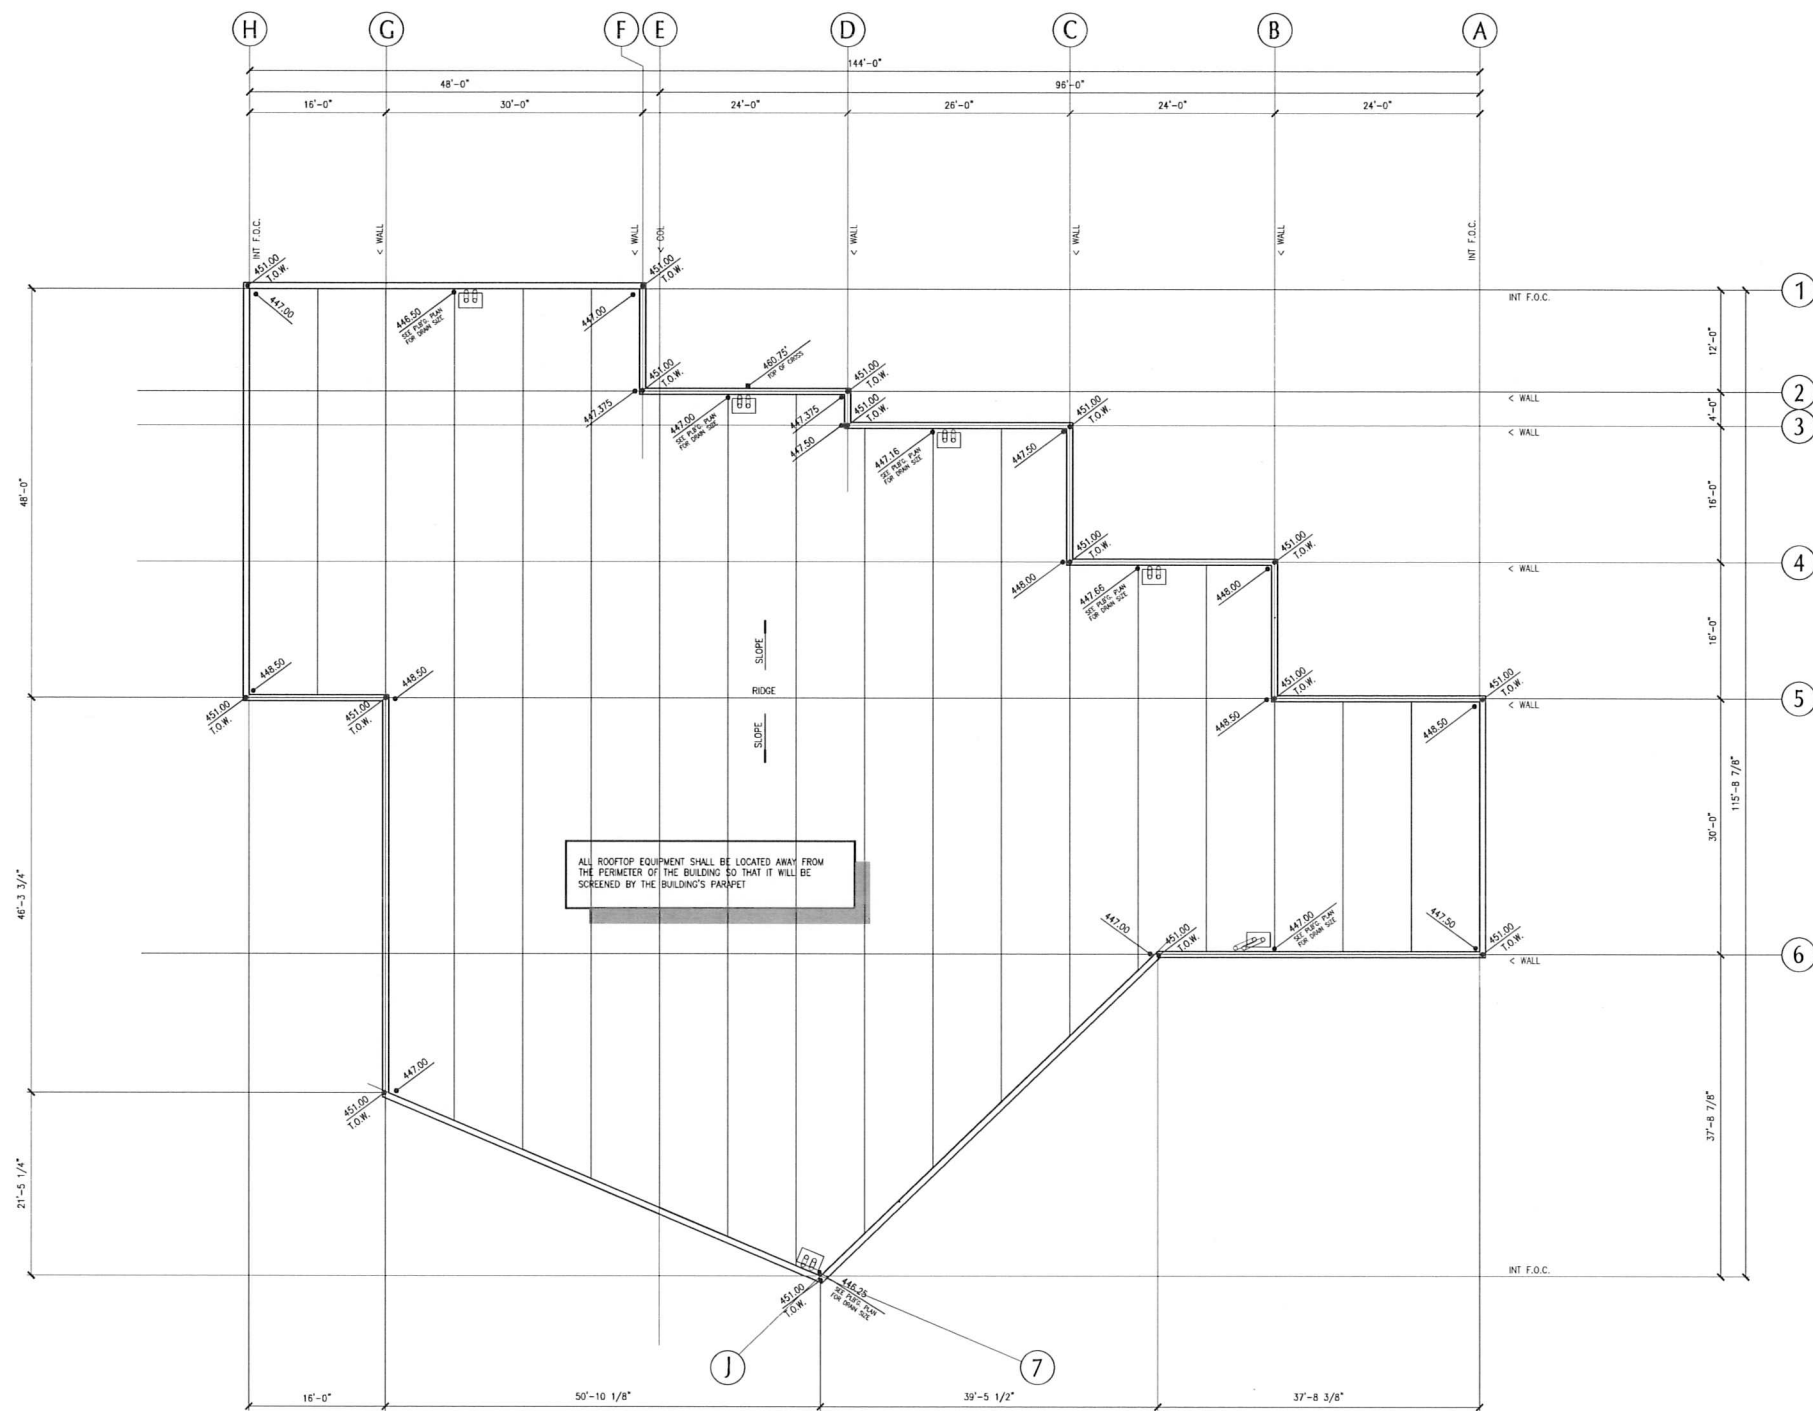 H
G
F
E
D
C
B
A
144'-0"
48'-0"
96'-0"
16'-0"
30'-0"
24'-0"
26'-0"
24'-0"
24'-0"
INT F.O.C.
< WALL
< WALL
< COL
< WALL
< WALL
< WALL
INT F.O.C.
451.00
T.O.W.
447.00
446.50
SEE PLB'G. PLAN
FOR DRAIN SIZE
447.00
451.00
T.O.W.
INT F.O.C.
1
12'-0"
451.00
T.O.W.
447.375
460.75'
TOP OF CROSS
447.00
SEE PLB'G. PLAN
FOR DRAIN SIZE
447.375
451.00
T.O.W.
< WALL
2
4'-0"
451.00
T.O.W.
447.50
447.16
SEE PLB'G. PLAN
FOR DRAIN SIZE
447.50
451.00
T.O.W.
< WALL
3
48'-0"
16'-0"
451.00
T.O.W.
448.00
447.66
SEE PLB'G. PLAN
FOR DRAIN SIZE
448.00
451.00
T.O.W.
< WALL
4
16'-0"
SLOPE
RIDGE
SLOPE
448.50
451.00
T.O.W.
448.50
451.00
T.O.W.
451.00
T.O.W.
448.50
448.50
451.00
T.O.W.
< WALL
5
115'-8 7/8"
30'-0"
46'-3 3/4"
ALL ROOFTOP EQUIPMENT SHALL BE LOCATED AWAY FROM
THE PERIMETER OF THE BUILDING SO THAT IT WILL BE
SCREENED BY THE BUILDING'S PARAPET
447.00
451.00
T.O.W.
447.00
SEE PLB'G. PLAN
FOR DRAIN SIZE
447.50
451.00
T.O.W.
< WALL
6
447.00
451.00
T.O.W.
37'-8 7/8"
21'-5 1/4"
INT F.O.C.
451.00
T.O.W.
446.25
SEE PLB'G. PLAN
FOR DRAIN SIZE
J
7
16'-0"
50'-10 1/8"
39'-5 1/2"
37'-8 3/8"